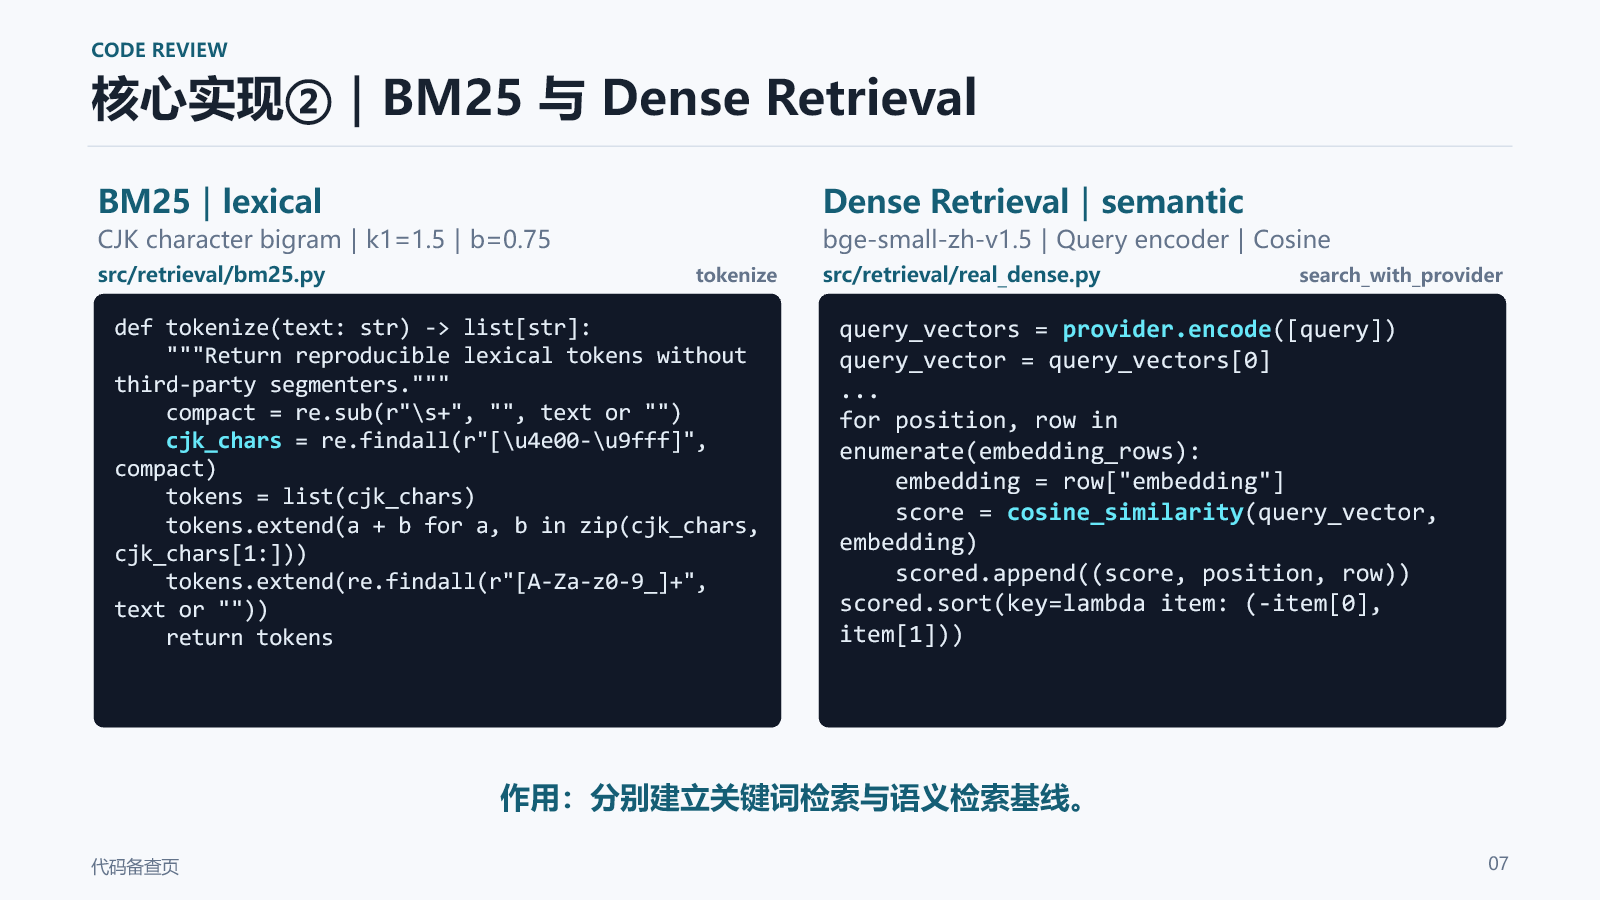 CODE REVIEW
核心实现②｜BM25 与 Dense Retrieval
BM25｜lexical
CJK character bigram | k1=1.5 | b=0.75
src/retrieval/bm25.py
tokenize
def tokenize(text: str) -> list[str]:
    """Return reproducible lexical tokens without
third-party segmenters."""
    compact = re.sub(r"\s+", "", text or "")
    cjk_chars = re.findall(r"[\u4e00-\u9fff]",
compact)
    tokens = list(cjk_chars)
    tokens.extend(a + b for a, b in zip(cjk_chars,
cjk_chars[1:]))
    tokens.extend(re.findall(r"[A-Za-z0-9_]+",
text or ""))
    return tokens
Dense Retrieval｜semantic
bge-small-zh-v1.5 | Query encoder | Cosine
src/retrieval/real_dense.py
search_with_provider
query_vectors = provider.encode([query])
query_vector = query_vectors[0]
...
for position, row in
enumerate(embedding_rows):
    embedding = row["embedding"]
    score = cosine_similarity(query_vector,
embedding)
    scored.append((score, position, row))
scored.sort(key=lambda item: (-item[0],
item[1]))
作用：分别建立关键词检索与语义检索基线。
代码备查页
07